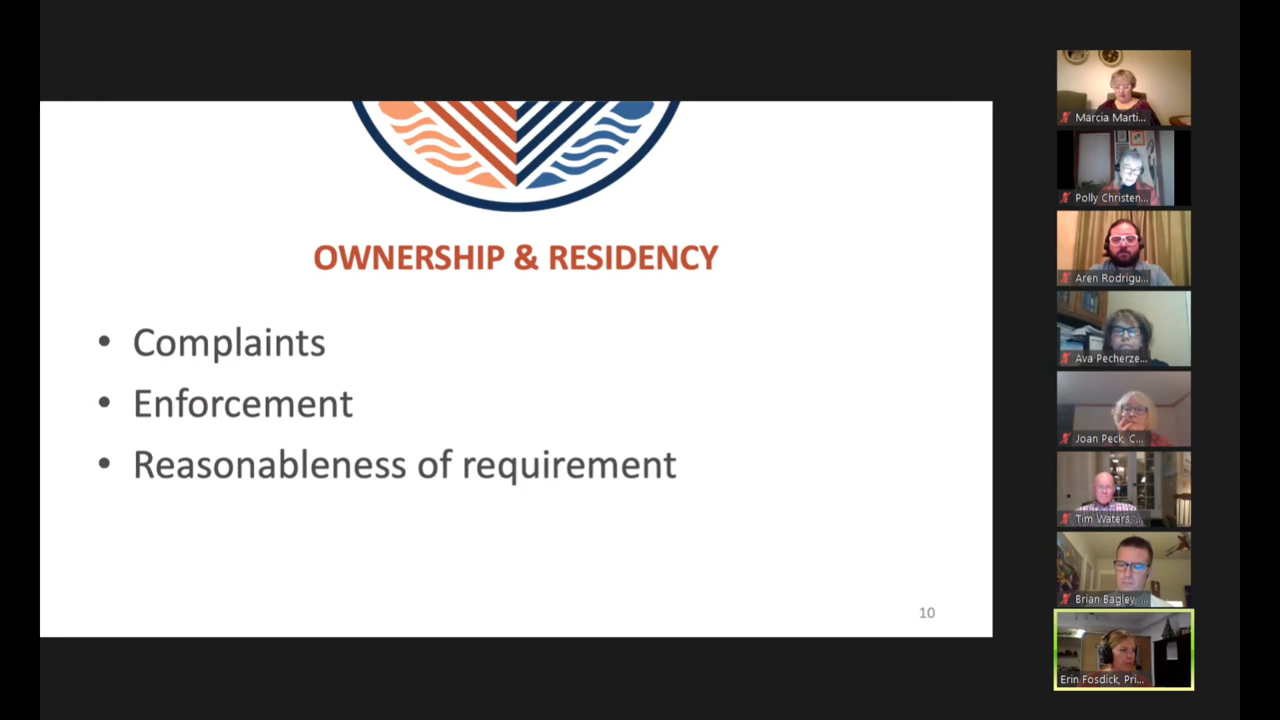 OWNERSHIP & RESIDENCY
• Complaints
• Enforcement
• Reasonableness of requirement
10
Marcia Marti...
Polly Christen...
Aren Rodrigu...
Ava Pecherze...
Joan Peck, C...
Tim Waters, ...
Brian Bagley, ...
Erin Fosdick, Pri...